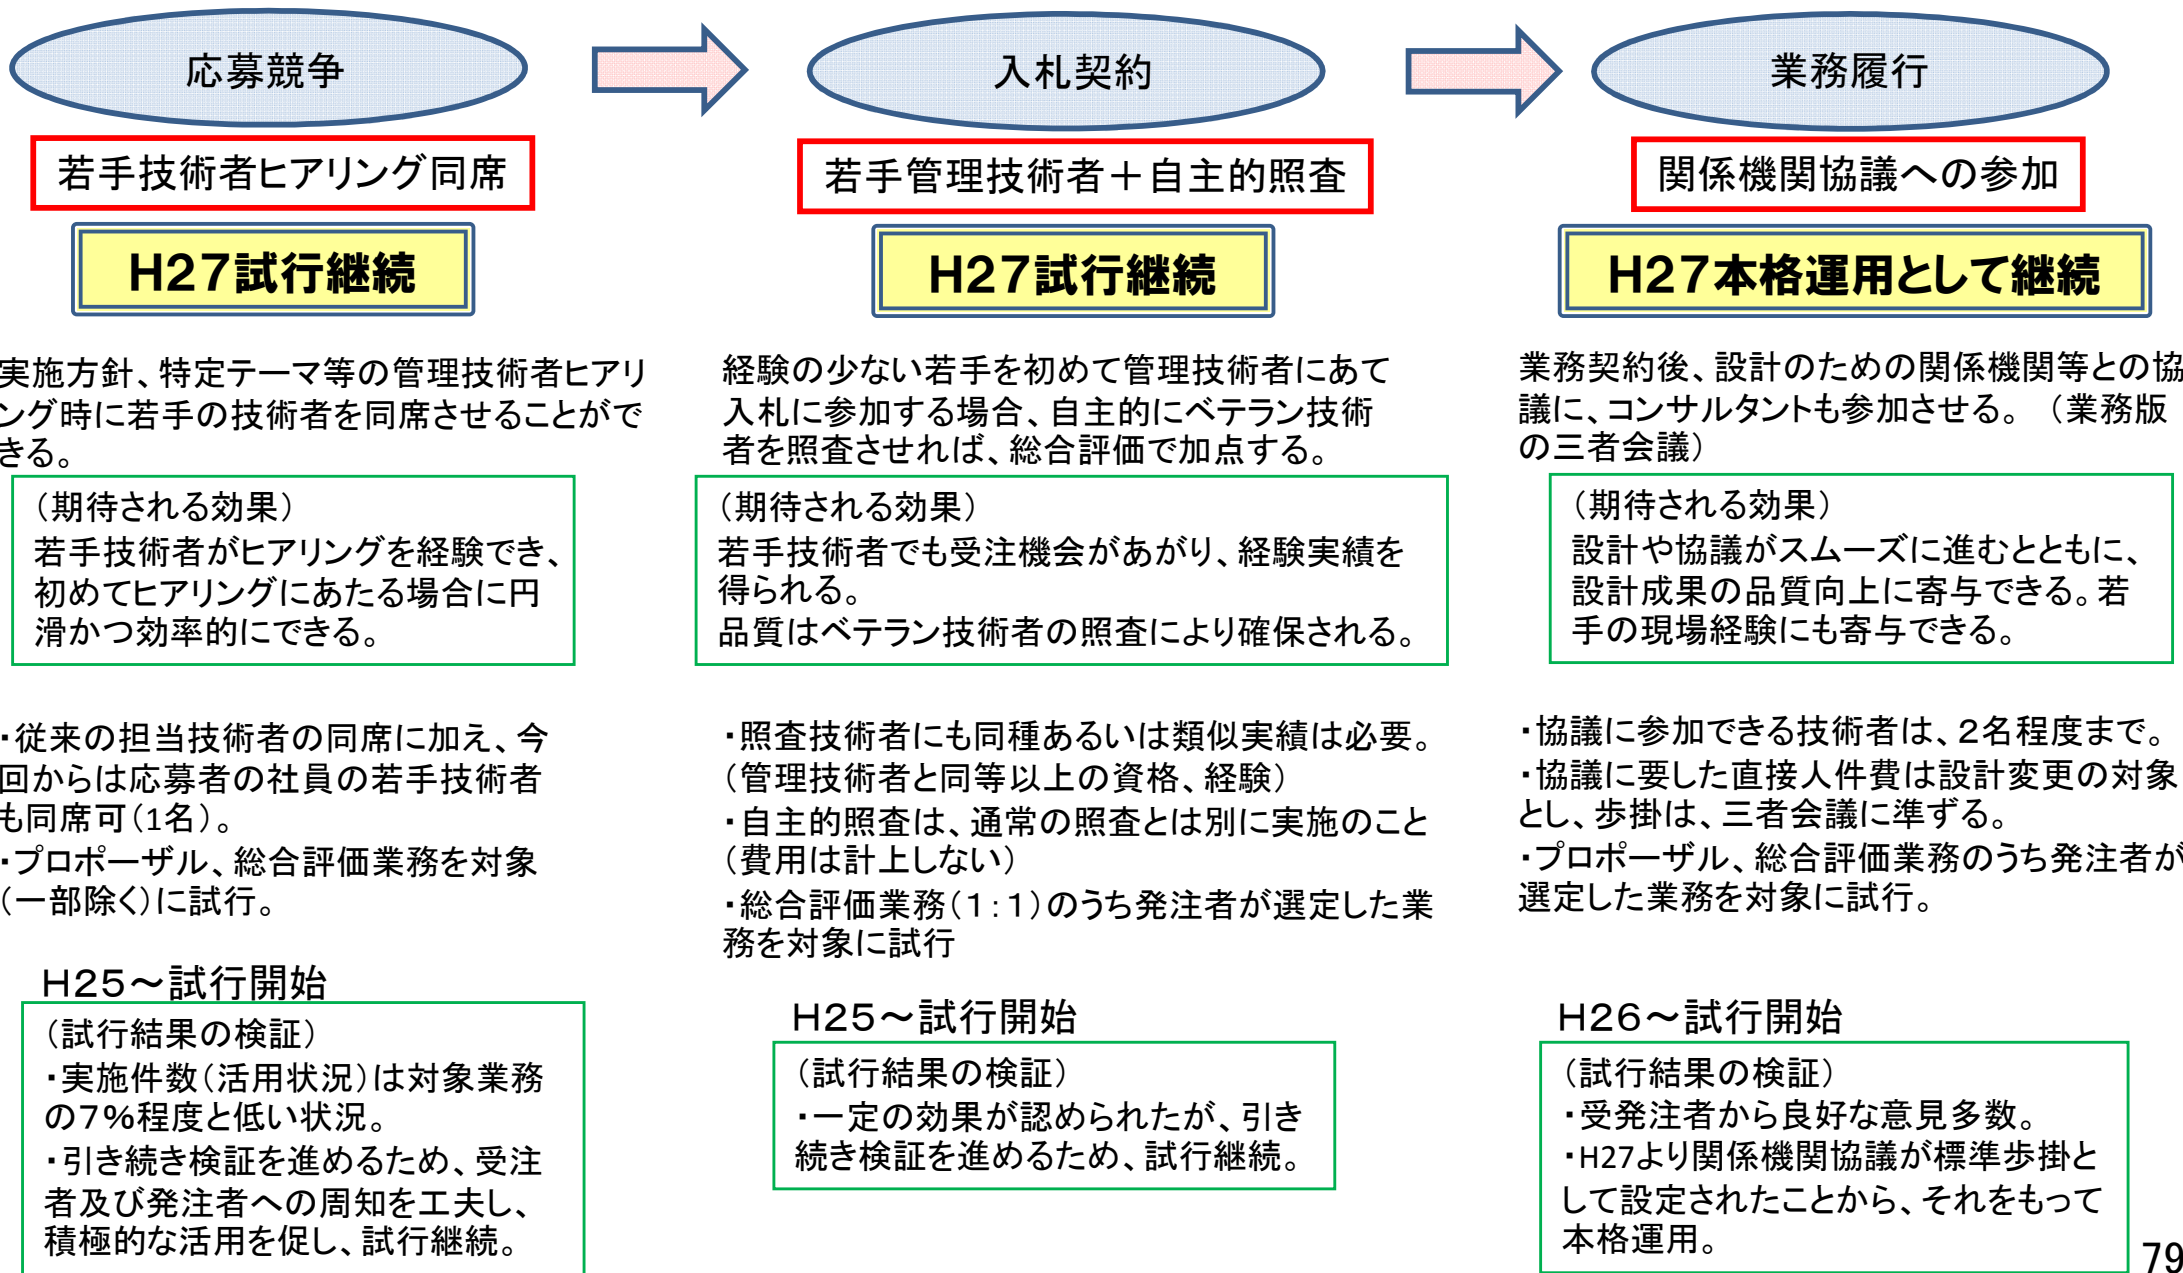 応募競争
若手技術者ヒアリング同席
H27試行継続
実施方針、特定テーマ等の管理技術者ヒアリ
ング時に若手の技術者を同席させることがで
きる。
（期待される効果）
若手技術者がヒアリングを経験でき、
初めてヒアリングにあたる場合に円
滑かつ効率的にできる。
・従来の担当技術者の同席に加え、今
回からは応募者の社員の若手技術者
も同席可（1名）。
・プロポーザル、総合評価業務を対象
（一部除く）に試行。
H25～試行開始
（試行結果の検証）
・実施件数（活用状況）は対象業務
の７％程度と低い状況。
・引き続き検証を進めるため、受注
者及び発注者への周知を工夫し、
積極的な活用を促し、試行継続。
入札契約
若手管理技術者＋自主的照査
H27試行継続
経験の少ない若手を初めて管理技術者にあて
入札に参加する場合、自主的にベテラン技術
者を照査させれば、総合評価で加点する。
（期待される効果）
若手技術者でも受注機会があがり、経験実績を
得られる。
品質はベテラン技術者の照査により確保される。
・照査技術者にも同種あるいは類似実績は必要。
（管理技術者と同等以上の資格、経験）
・自主的照査は、通常の照査とは別に実施のこと
（費用は計上しない）
・総合評価業務（１：１）のうち発注者が選定した業
務を対象に試行
H25～試行開始
（試行結果の検証）
・一定の効果が認められたが、引き
続き検証を進めるため、試行継続。
業務履行
関係機関協議への参加
H27本格運用として継続
業務契約後、設計のための関係機関等との協
議に、コンサルタントも参加させる。（業務版
の三者会議）
（期待される効果）
設計や協議がスムーズに進むとともに、
設計成果の品質向上に寄与できる。若
手の現場経験にも寄与できる。
・協議に参加できる技術者は、２名程度まで。
・協議に要した直接人件費は設計変更の対象
とし、歩掛は、三者会議に準ずる。
・プロポーザル、総合評価業務のうち発注者が
選定した業務を対象に試行。
H26～試行開始
（試行結果の検証）
・受発注者から良好な意見多数。
・H27より関係機関協議が標準歩掛と
して設定されたことから、それをもって
本格運用。
79